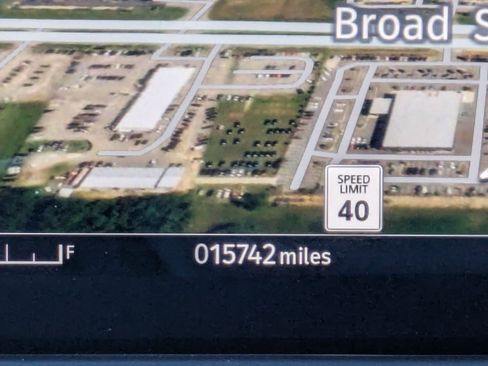 Broad S
SPEED
LIMIT
40
F
015742 miles